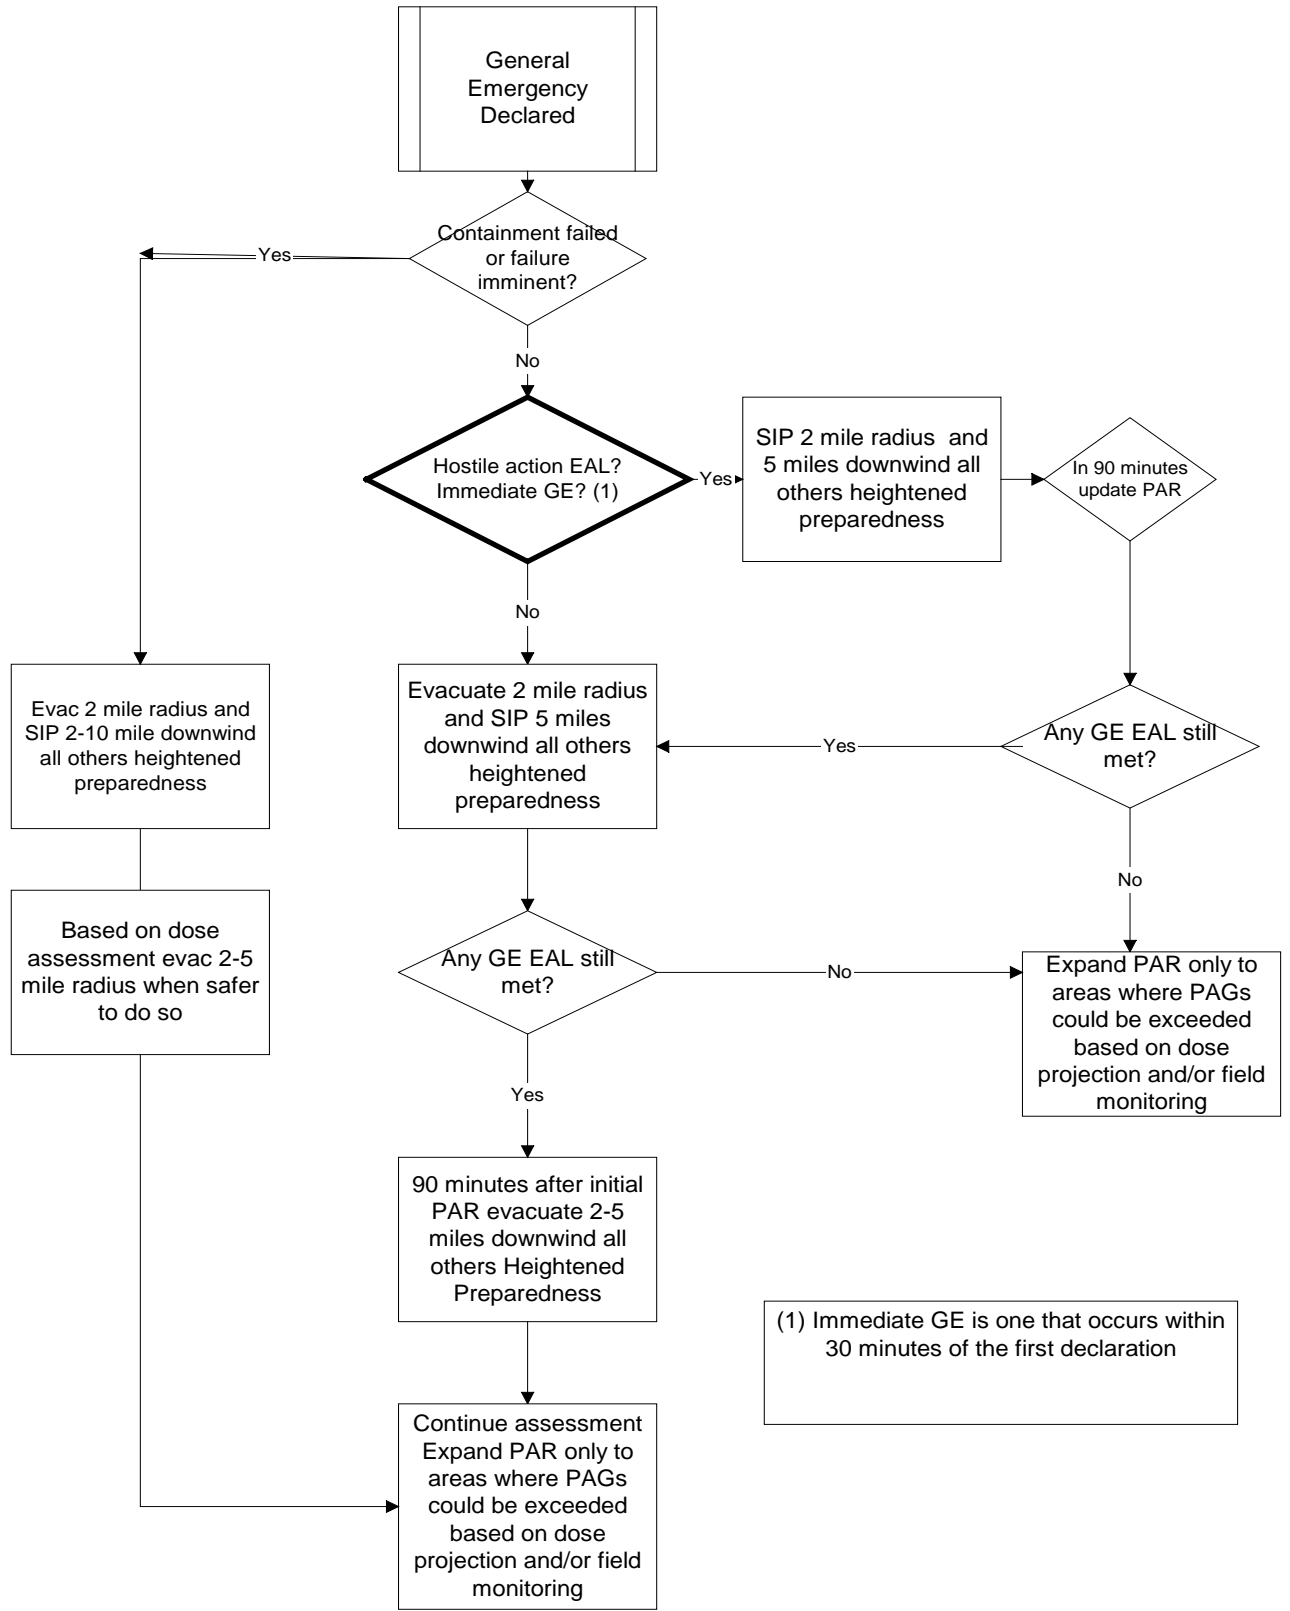 General
Emergency
Declared
Containment failed
or failure
imminent?
Yes
No
Hostile action EAL?
Immediate GE? (1)
Yes
SIP 2 mile radius and
5 miles downwind all
others heightened
preparedness
In 90 minutes
update PAR
No
Evac 2 mile radius and
SIP 2-10 mile downwind
all others heightened
preparedness
Evacuate 2 mile radius
and SIP 5 miles
downwind all others
heightened
preparedness
Yes
Any GE EAL still
met?
No
Based on dose
assessment evac 2-5
mile radius when safer
to do so
Any GE EAL still
met?
No
Expand PAR only to
areas where PAGs
could be exceeded
based on dose
projection and/or field
monitoring
Yes
90 minutes after initial
PAR evacuate 2-5
miles downwind all
others Heightened
Preparedness
(1) Immediate GE is one that occurs within
30 minutes of the first declaration
Continue assessment
Expand PAR only to
areas where PAGs
could be exceeded
based on dose
projection and/or field
monitoring